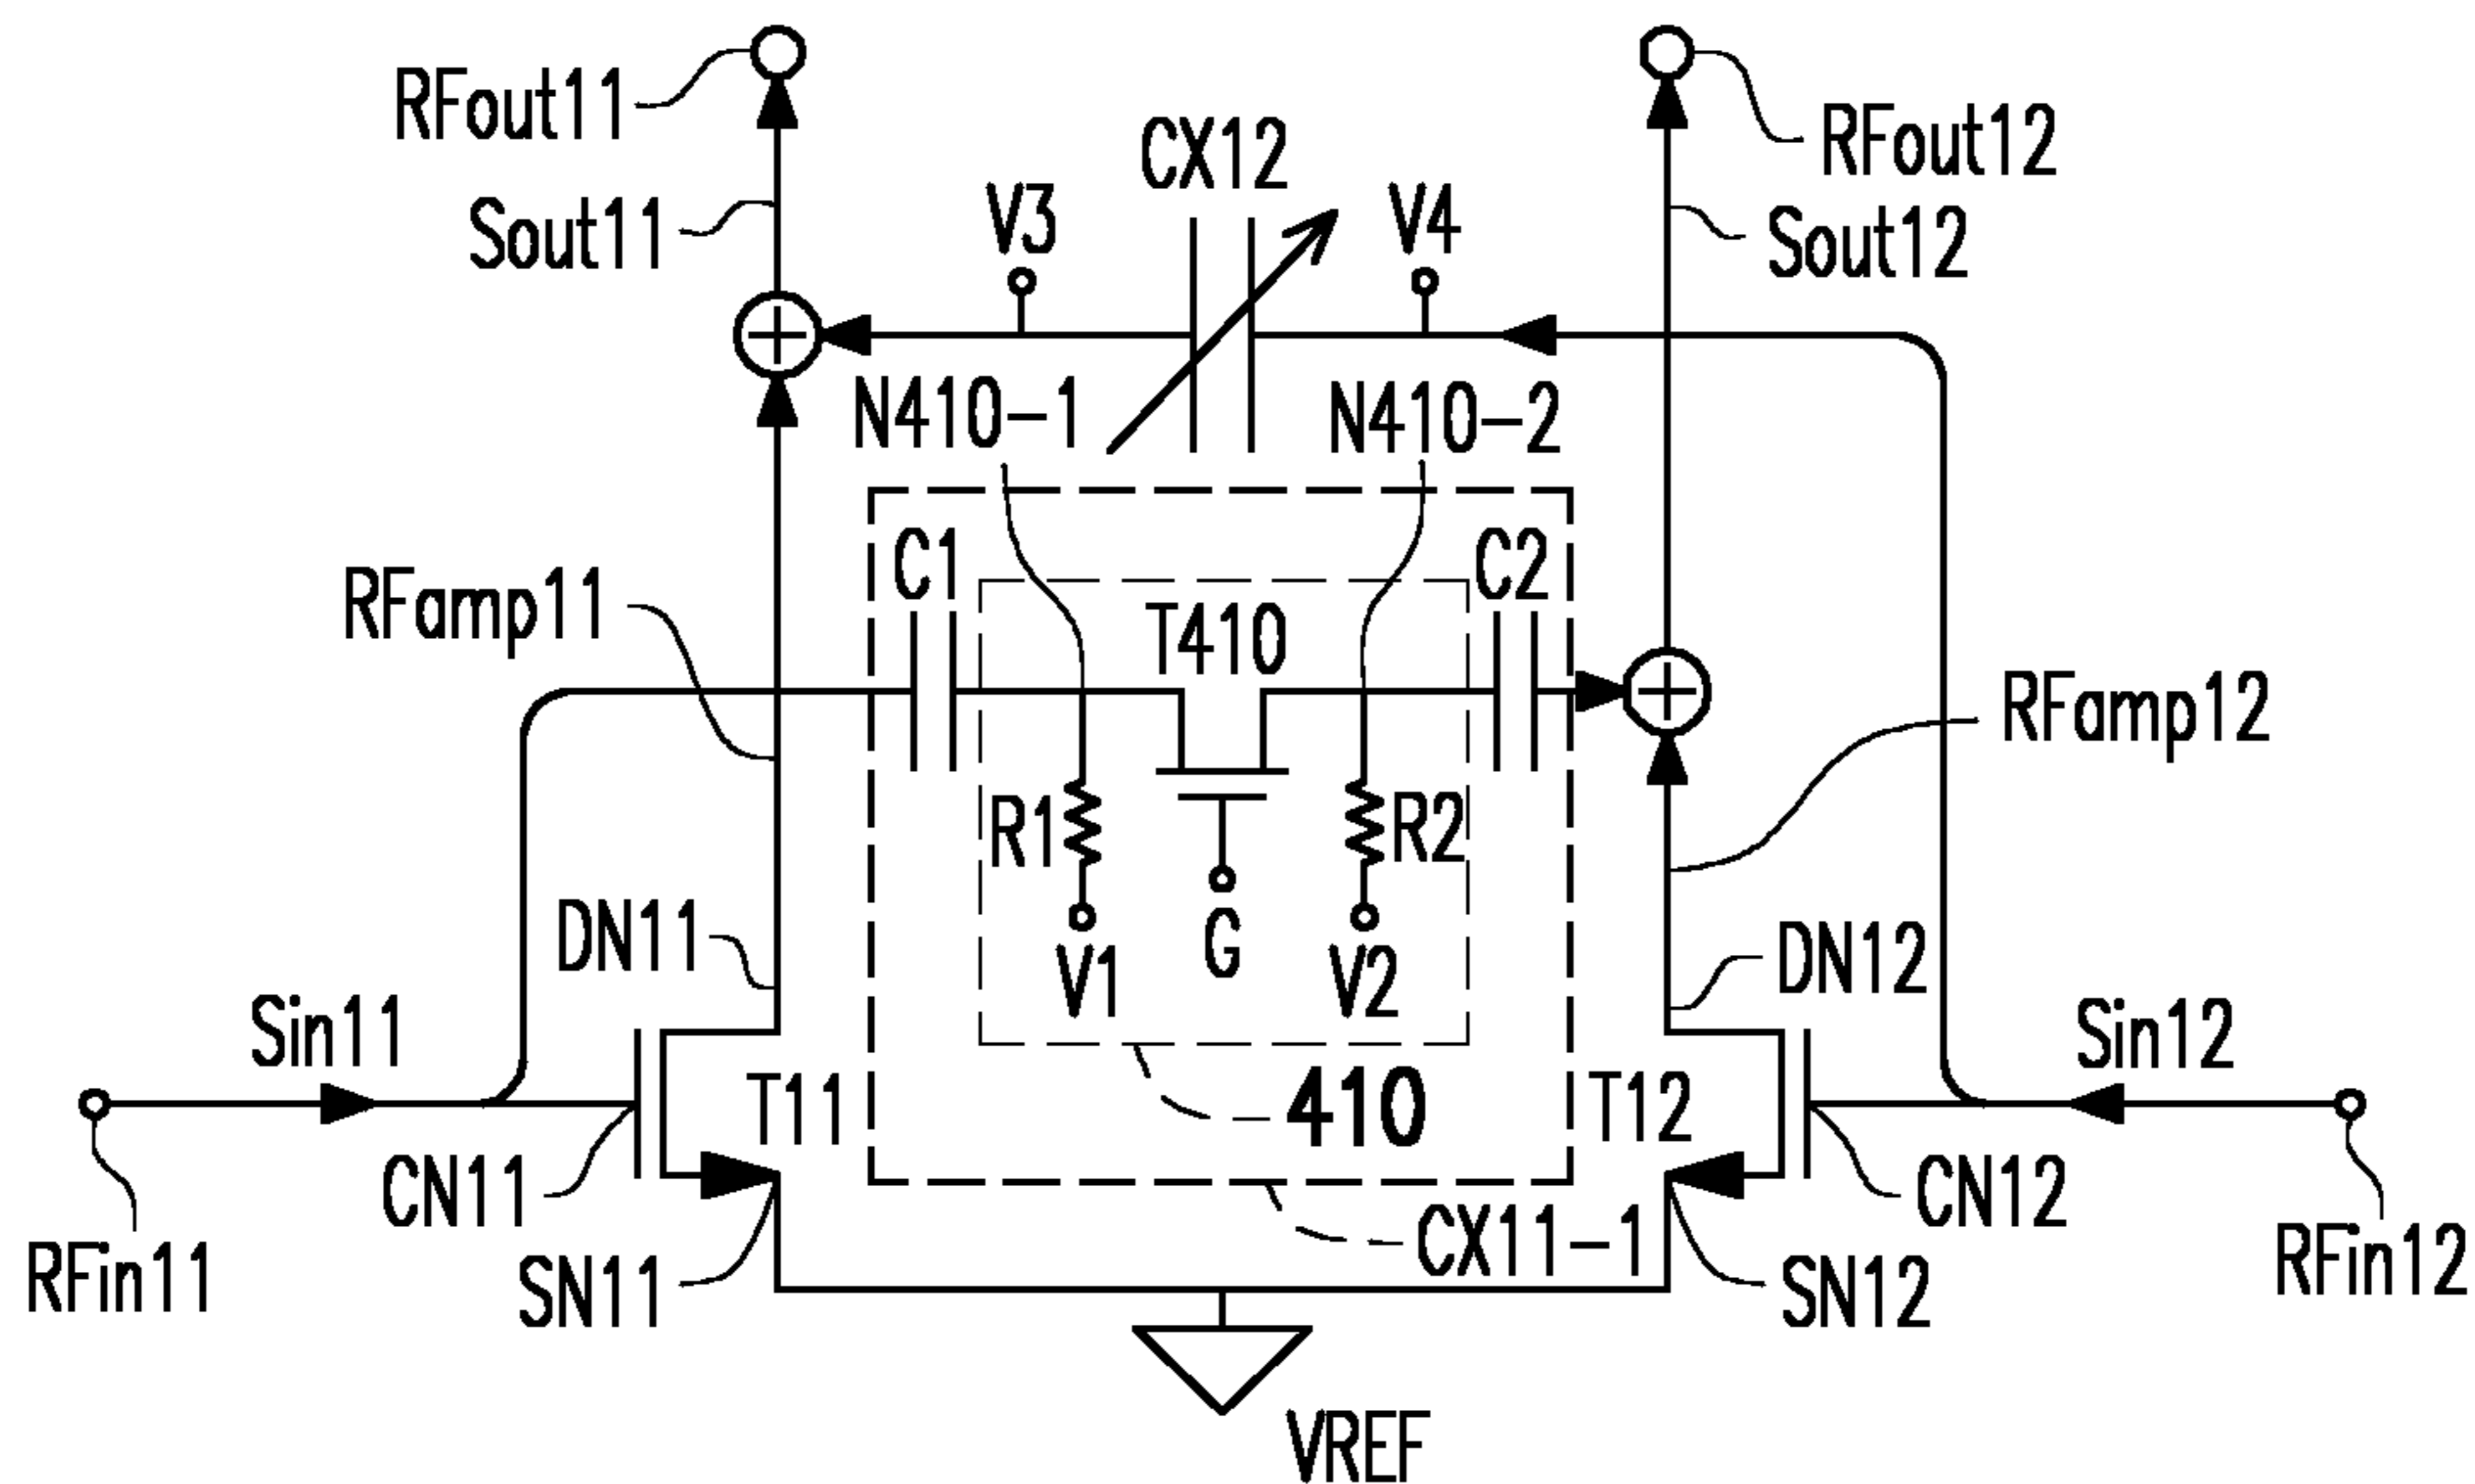 RFout11
RFout12
CX12
Sout11
V3
V4
Sout12
N410-1
N410-2
C1
C2
RFamp11
T410
RFamp12
R1
R2
DN11
G
V1
V2
DN12
Sin11
Sin12
T11
410
T12
CN11
CN12
RFin11
SN11
CX11-1
SN12
RFin12
VREF